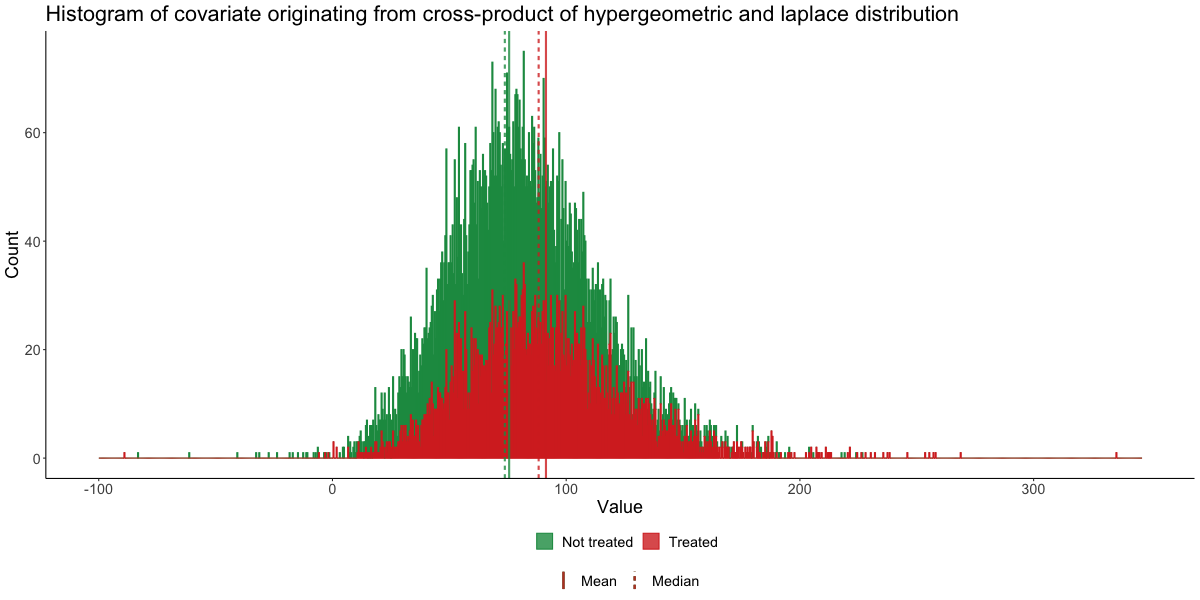 Histogram of covariate originating from cross-product of hypergeometric and laplace distribution
Count
60
40
20
0
-100 0 100 200 300
Value
Not treated Treated
Mean Median